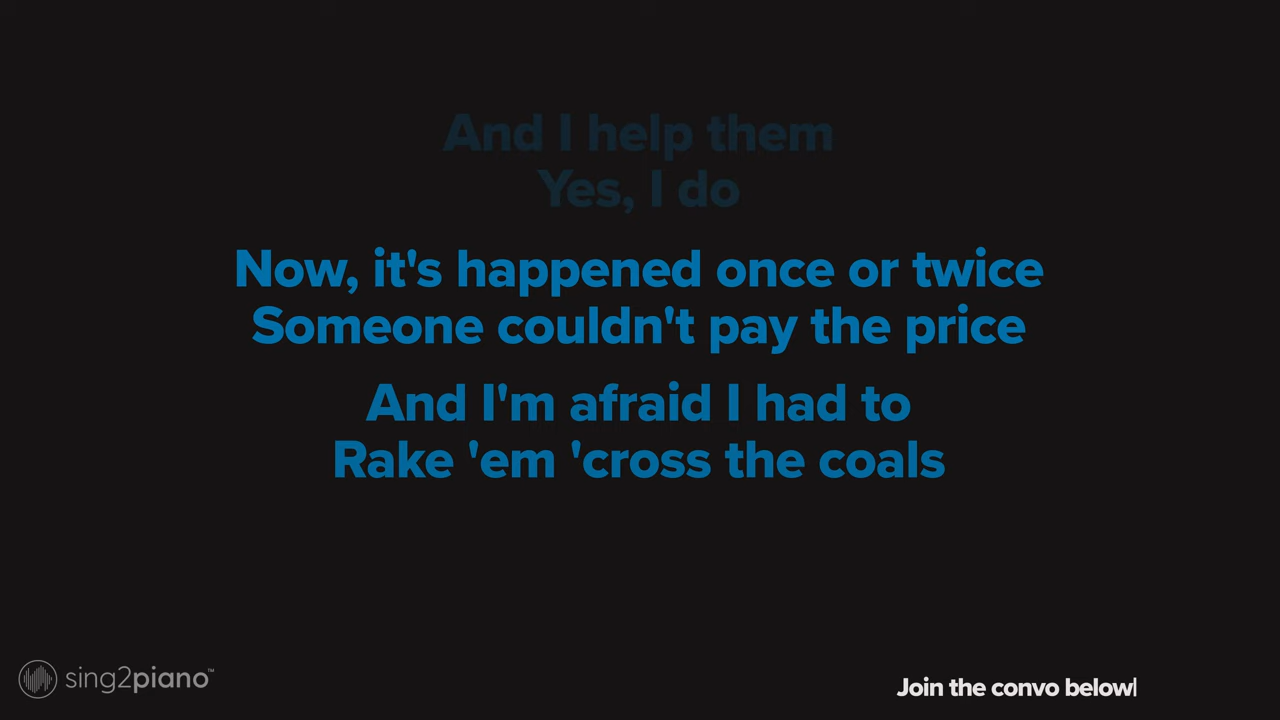 And I help them
Yes, I do
Now, it's happened once or twice
Someone couldn't pay the price
And I'm afraid I had to
Rake 'em 'cross the coals
sing2piano™
Join the convo below